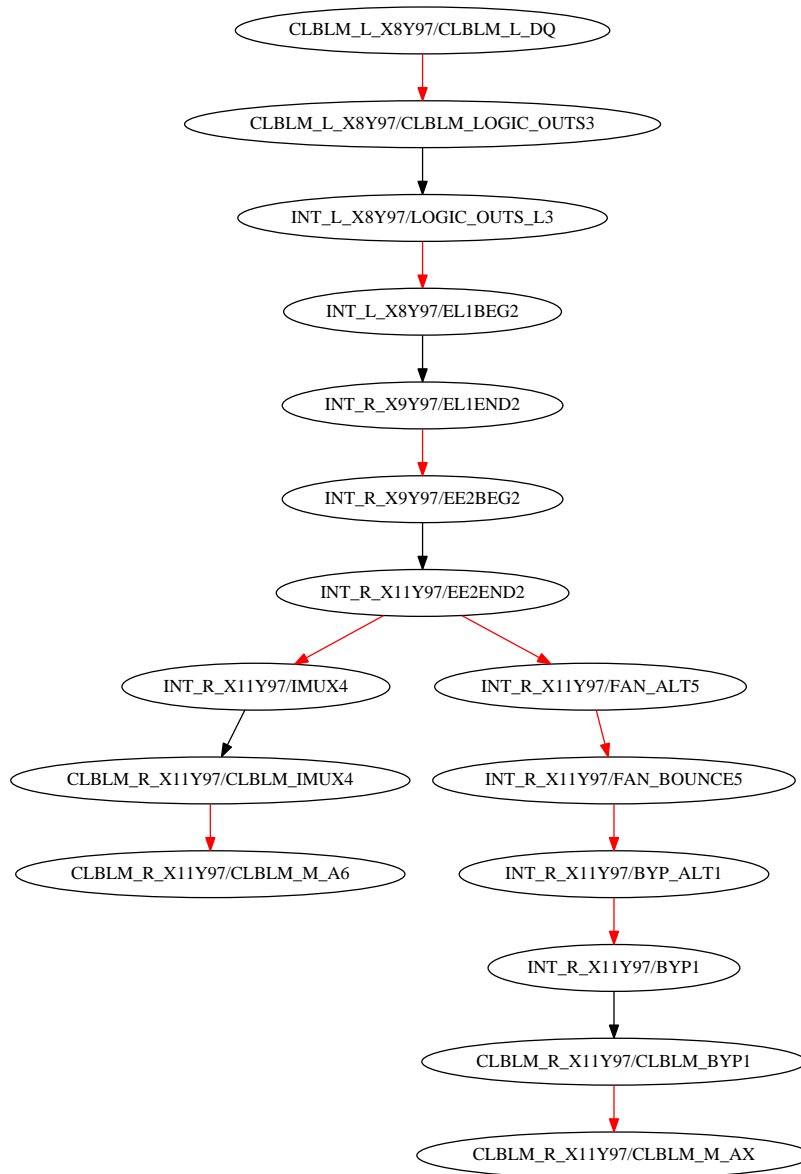 CLBLM_L_X8Y97/CLBLM_L_DQ
CLBLM_L_X8Y97/CLBLM_LOGIC_OUTS3
INT_L_X8Y97/LOGIC_OUTS_L3
INT_L_X8Y97/EL1BEG2
INT_R_X9Y97/EL1END2
INT_R_X9Y97/EE2BEG2
INT_R_X11Y97/EE2END2
INT_R_X11Y97/IMUX4
INT_R_X11Y97/FAN_ALT5
CLBLM_R_X11Y97/CLBLM_IMUX4
INT_R_X11Y97/FAN_BOUNCE5
CLBLM_R_X11Y97/CLBLM_M_A6
INT_R_X11Y97/BYP_ALT1
INT_R_X11Y97/BYP1
CLBLM_R_X11Y97/CLBLM_BYP1
CLBLM_R_X11Y97/CLBLM_M_AX